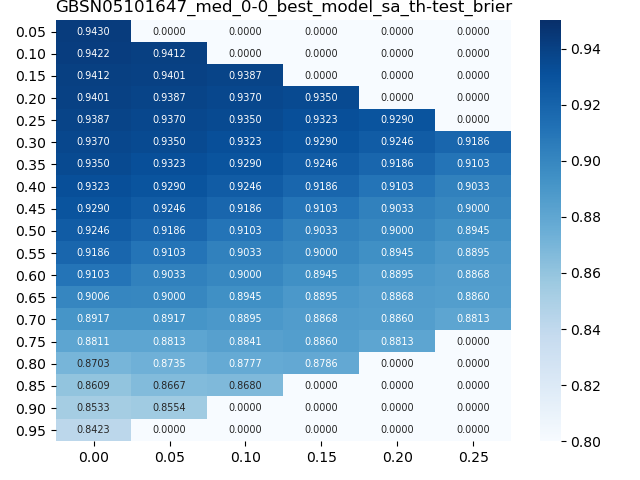 GBSN05101647_med_0-0_best_model_sa_th-test_brier
0.05 0.9430 0.0000 0.0000 0.0000 0.0000 0.0000
0.10 0.9422 0.9412 0.0000 0.0000 0.0000 0.0000
0.15 0.9412 0.9401 0.9387 0.0000 0.0000 0.0000
0.20 0.9401 0.9387 0.9370 0.9350 0.0000 0.0000
0.25 0.9387 0.9370 0.9350 0.9323 0.9290 0.0000
0.30 0.9370 0.9350 0.9323 0.9290 0.9246 0.9186
0.35 0.9350 0.9323 0.9290 0.9246 0.9186 0.9103
0.40 0.9323 0.9290 0.9246 0.9186 0.9103 0.9033
0.45 0.9290 0.9246 0.9186 0.9103 0.9033 0.9000
0.50 0.9246 0.9186 0.9103 0.9033 0.9000 0.8945
0.55 0.9186 0.9103 0.9033 0.9000 0.8945 0.8895
0.60 0.9103 0.9033 0.9000 0.8945 0.8895 0.8868
0.65 0.9006 0.9000 0.8945 0.8895 0.8868 0.8860
0.70 0.8917 0.8917 0.8895 0.8868 0.8860 0.8813
0.75 0.8811 0.8813 0.8841 0.8860 0.8813 0.0000
0.80 0.8703 0.8735 0.8777 0.8786 0.0000 0.0000
0.85 0.8609 0.8667 0.8680 0.0000 0.0000 0.0000
0.90 0.8533 0.8554 0.0000 0.0000 0.0000 0.0000
0.95 0.8423 0.0000 0.0000 0.0000 0.0000 0.0000
0.00 0.05 0.10 0.15 0.20 0.25
0.94
0.92
0.90
0.88
0.86
0.84
0.82
0.80